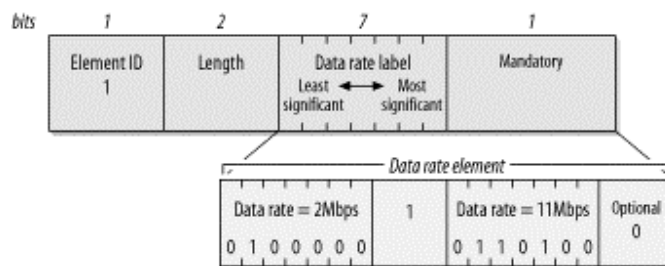 bits 1 2 7 1
Element ID
1
Length
Data rate label
Least Most
significant significant
Mandatory
Data rate element
Data rate = 2Mbps
0 1 0 0 0 0 0
1
Data rate = 11Mbps
0 1 1 0 1 0 0
Optional
0